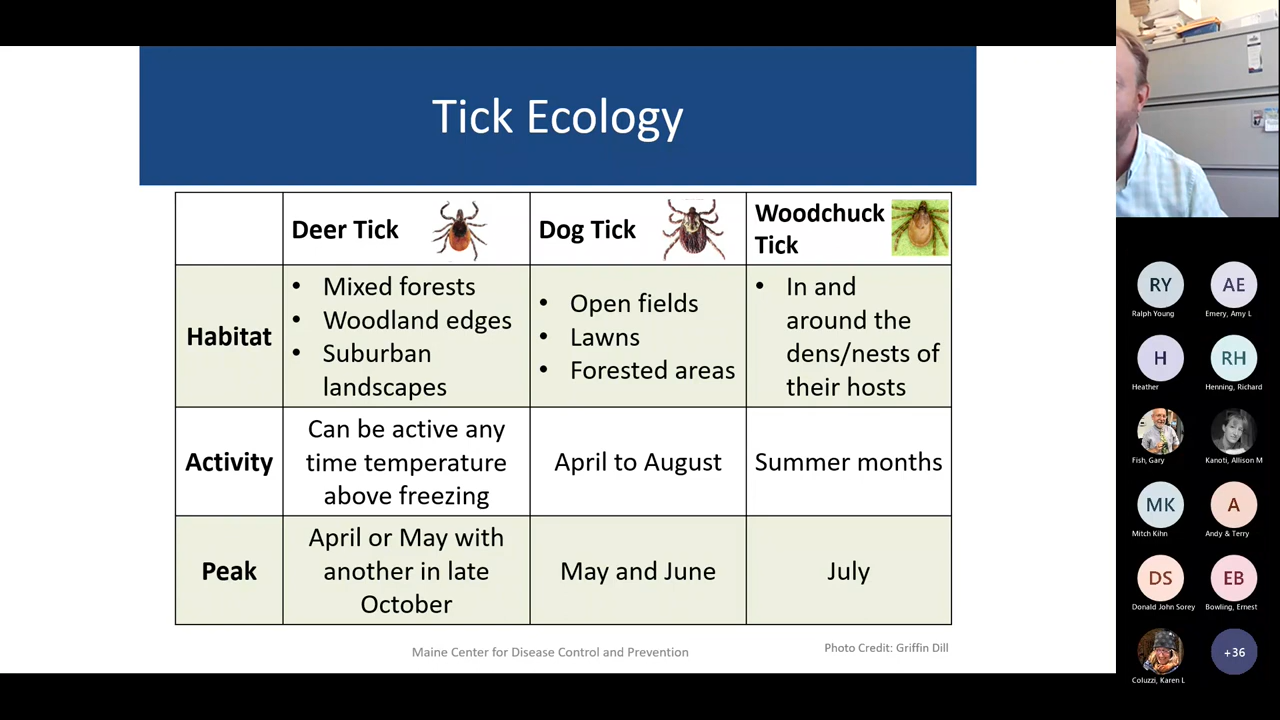 Tick Ecology
Deer Tick
Dog Tick
Woodchuck
Tick
Habitat
• Mixed forests
• Woodland edges
• Suburban
landscapes
• Open fields
• Lawns
• Forested areas
• In and
around the
dens/nests of
their hosts
Activity
Can be active any
time temperature
above freezing
April to August
Summer months
Peak
April or May with
another in late
October
May and June
July
Maine Center for Disease Control and Prevention
Photo Credit: Griffin Dill
RY
Ralph Young
AE
Emery, Amy L
H
Heather
RH
Henning, Richard
Fish, Gary
Kanoti, Allison M
MK
Mitch Kihn
A
Andy & Terry
DS
Donald John Sorey
EB
Bowling, Ernest
Coluzzi, Karen L
+36